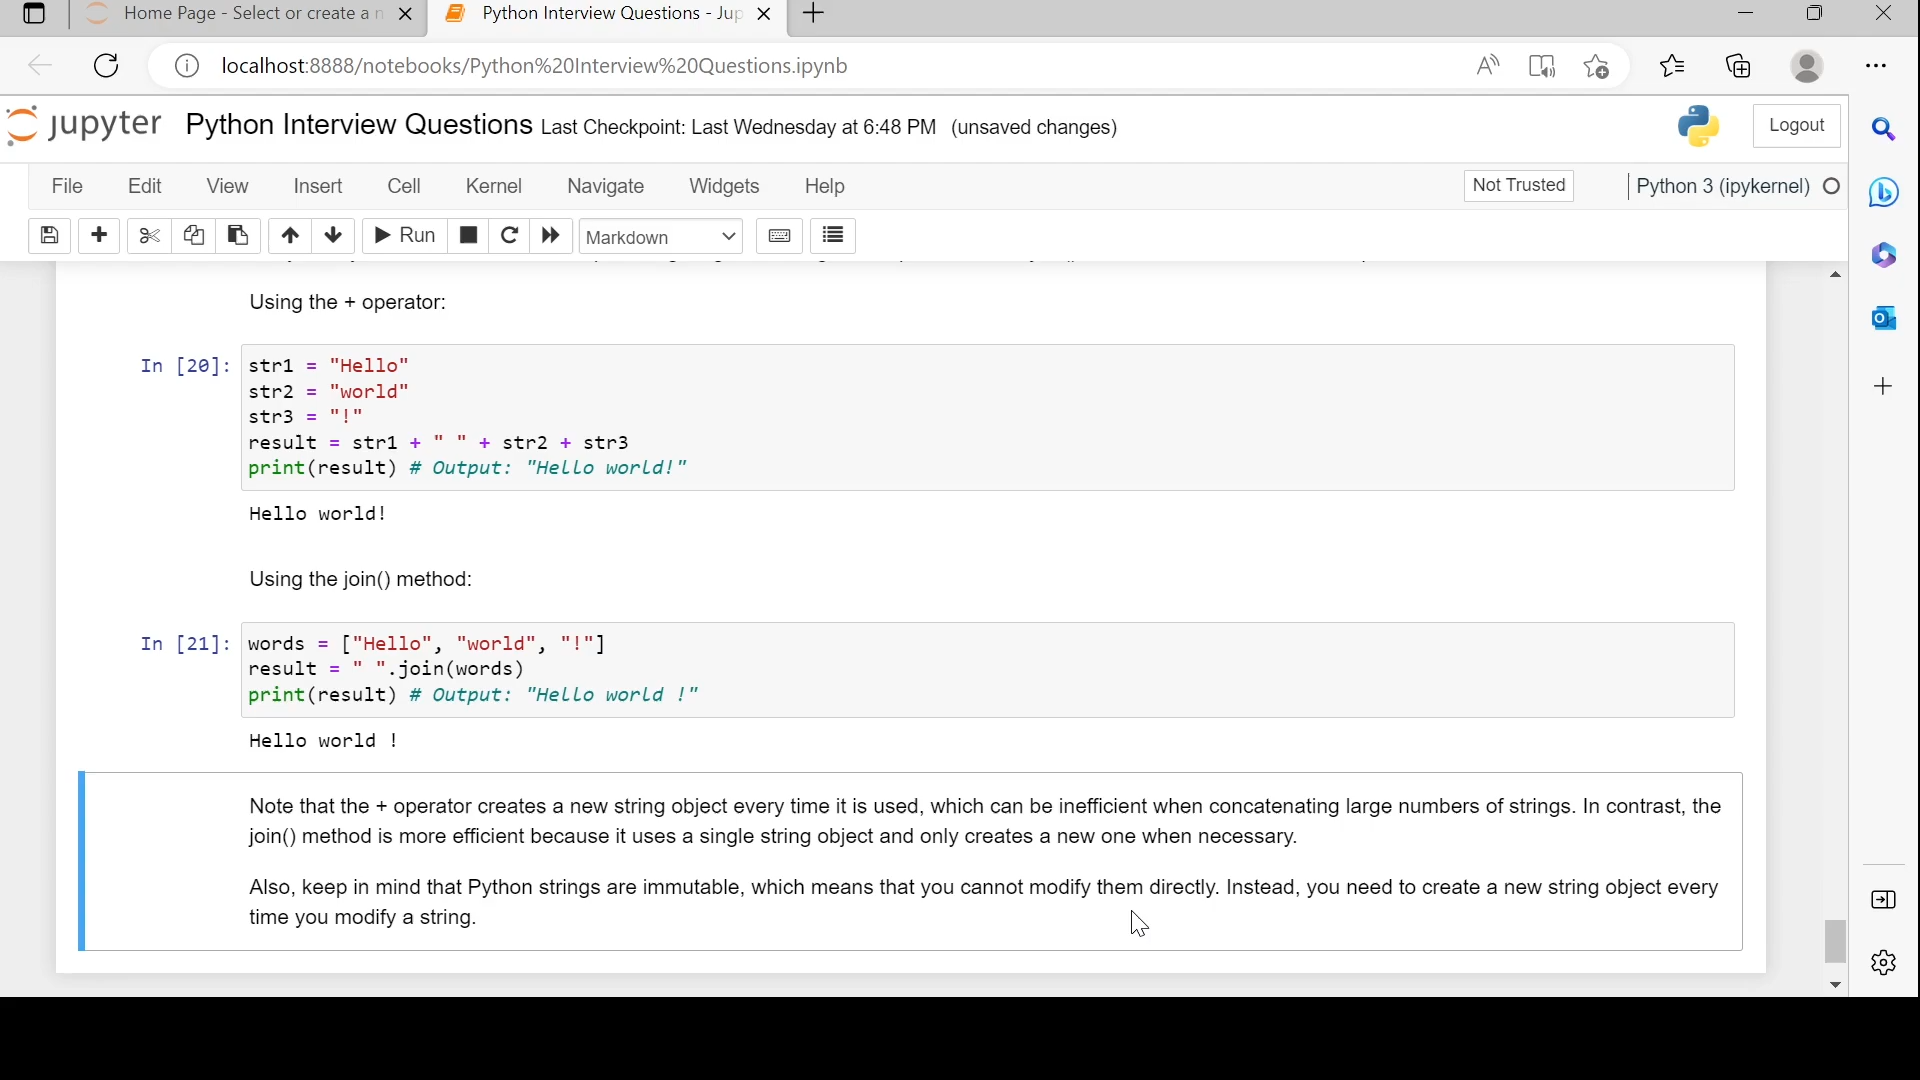 Home Page - Select or create a n
Python Interview Questions - Jup
localhost:8888/notebooks/Python%20Interview%20Questions.ipynb
jupyter Python Interview Questions Last Checkpoint: Last Wednesday at 6:48 PM (unsaved changes)
Logout
File Edit View Insert Cell Kernel Navigate Widgets Help
Not Trusted
Python 3 (ipykernel)
Run
Markdown
Using the + operator:
In [20]: str1 = "Hello"
str2 = "world"
str3 = "!"
result = str1 + " " + str2 + str3
print(result) # Output: "Hello world!"
Hello world!
Using the join() method:
In [21]: words = ["Hello", "world", "!"]
result = " ".join(words)
print(result) # Output: "Hello world !"
Hello world !
Note that the + operator creates a new string object every time it is used, which can be inefficient when concatenating large numbers of strings. In contrast, the
join() method is more efficient because it uses a single string object and only creates a new one when necessary.
Also, keep in mind that Python strings are immutable, which means that you cannot modify them directly. Instead, you need to create a new string object every
time you modify a string.